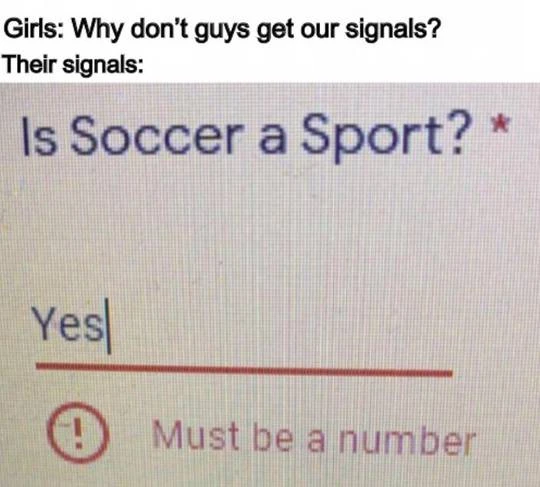 Girls: Why don't guys get our signals?
Their signals:
Is Soccer a Sport? *
Yes
Must be a number